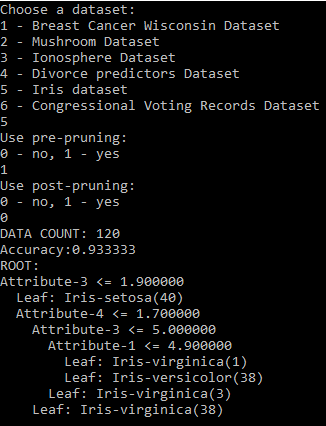 Choose a dataset:
1 - Breast Cancer Wisconsin Dataset
2 - Mushroom Dataset
3 - Ionosphere Dataset
4 - Divorce predictors Dataset
5 - Iris dataset
6 - Congressional Voting Records Dataset
5
Use pre-pruning:
0 - no, 1 - yes
1
Use post-pruning:
0 - no, 1 - yes
0
DATA COUNT: 120
Accuracy:0.933333
ROOT:
Attribute-3 <= 1.900000
  Leaf: Iris-setosa(40)
  Attribute-4 <= 1.700000
    Attribute-3 <= 5.000000
      Attribute-1 <= 4.900000
        Leaf: Iris-virginica(1)
        Leaf: Iris-versicolor(38)
      Leaf: Iris-virginica(3)
    Leaf: Iris-virginica(38)